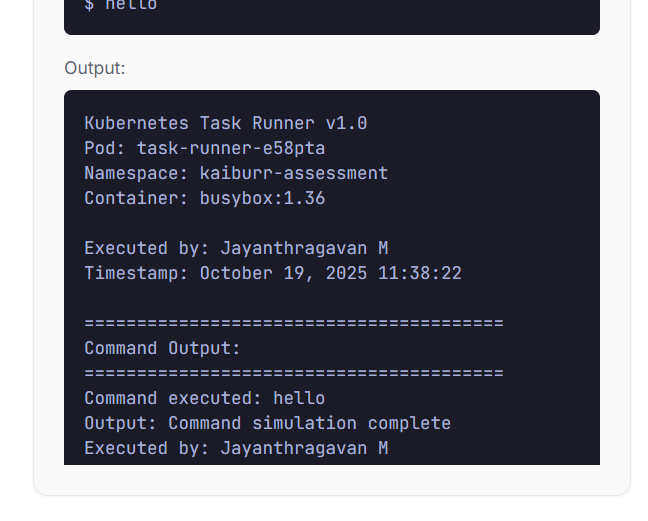 $ hello
Output:
Kubernetes Task Runner v1.0
Pod: task-runner-e58pta
Namespace: kaiburr-assessment
Container: busybox:1.36
Executed by: Jayanthragavan M
Timestamp: October 19, 2025 11:38:22
========================================
Command Output:
========================================
Command executed: hello
Output: Command simulation complete
Executed by: Jayanthragavan M